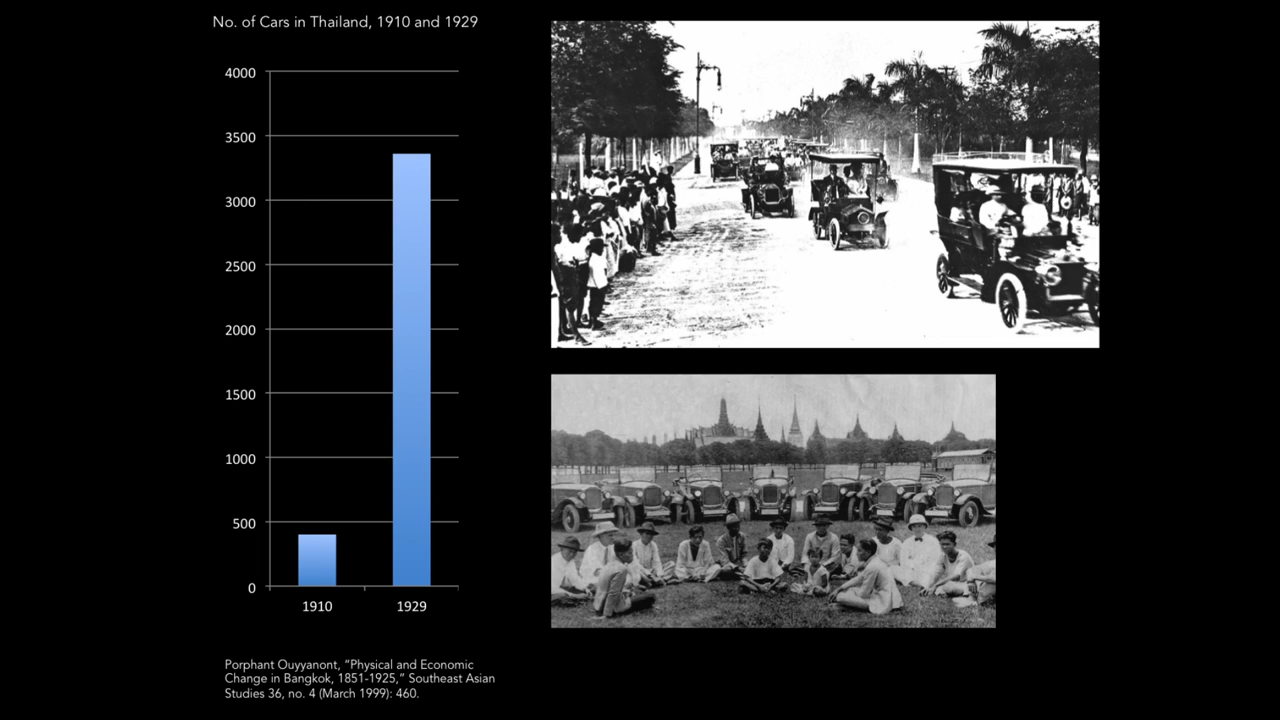 No. of Cars in Thailand, 1910 and 1929
4000
3500
3000
2500
2000
1500
1000
500
0
1910
1929
Porphant Ouyyanont, “Physical and Economic
Change in Bangkok, 1851-1925,” Southeast Asian
Studies 36, no. 4 (March 1999): 460.